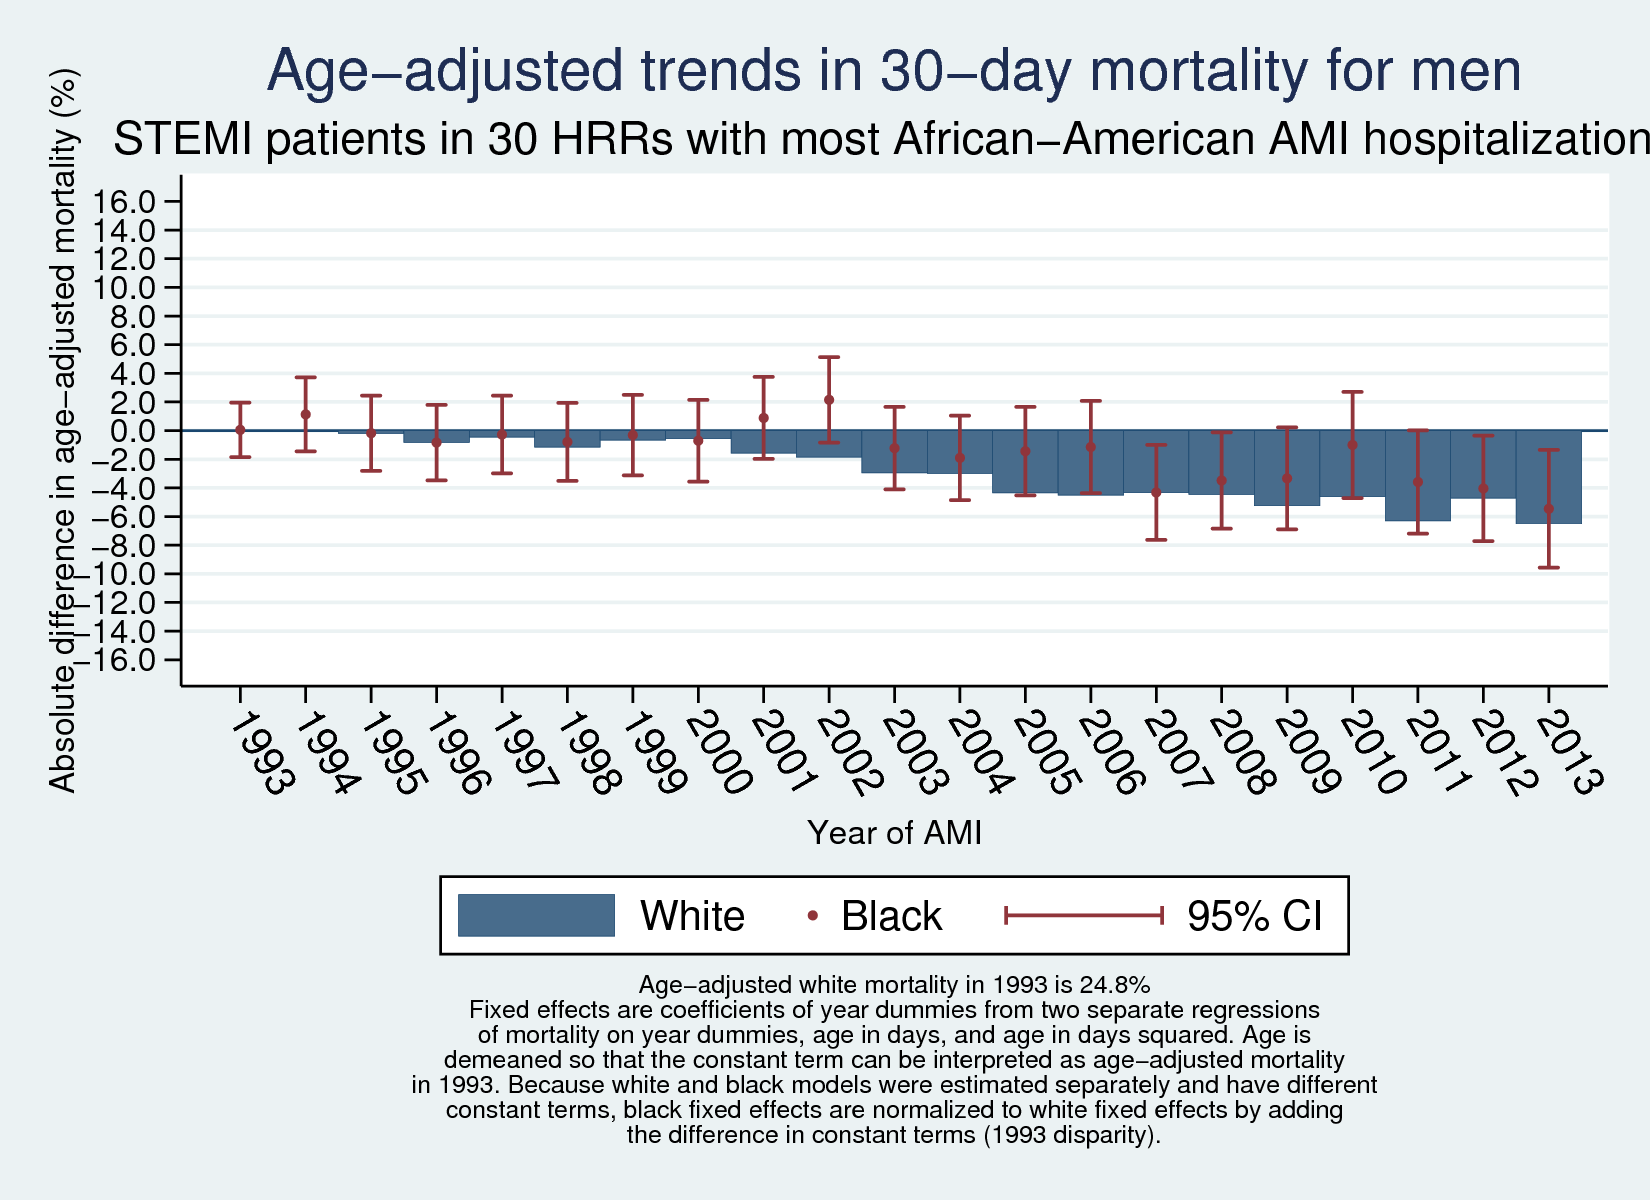 Age−adjusted trends in 30−day mortality for men
STEMI patients in 30 HRRs with most African−American AMI hospitalization
Absolute difference in age−adjusted mortality (%)
16.0
14.0
12.0
10.0
8.0
6.0
4.0
2.0
0.0
−2.0
−4.0
−6.0
−8.0
−10.0
−12.0
−14.0
−16.0
1993 1994 1995 1996 1997 1998 1999 2000 2001 2002 2003 2004 2005 2006 2007 2008 2009 2010 2011 2012 2013
Year of AMI
White Black 95% CI
Age−adjusted white mortality in 1993 is 24.8%
Fixed effects are coefficients of year dummies from two separate regressions
of mortality on year dummies, age in days, and age in days squared. Age is
demeaned so that the constant term can be interpreted as age−adjusted mortality
in 1993. Because white and black models were estimated separately and have different
constant terms, black fixed effects are normalized to white fixed effects by adding
the difference in constant terms (1993 disparity).